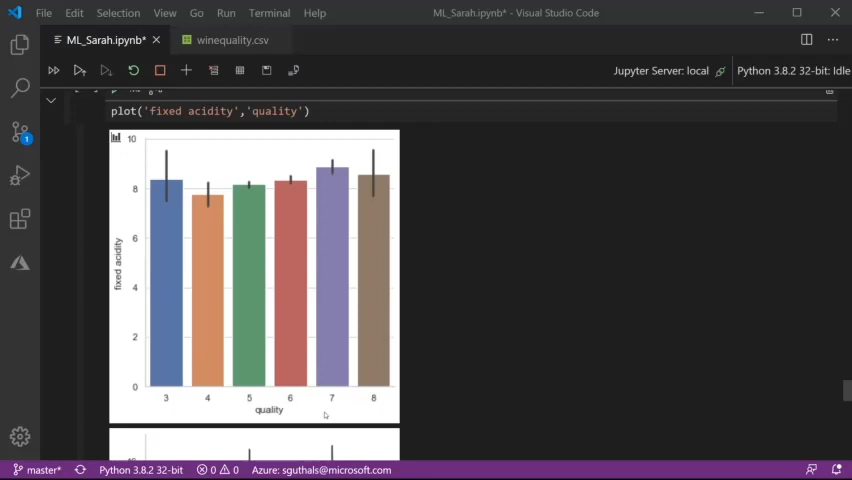 File Edit Selection View Go Run Terminal Help ML_Sarah.ipynb* - Visual Studio Code
ML_Sarah.ipynb* winequality.csv
Jupyter Server: local Python 3.8.2 32-bit: Idle
plot('fixed acidity','quality')
10
8
6
4
2
0
fixed acidity
3 4 5 6 7 8
quality
1
master* Python 3.8.2 32-bit 0 0 Azure: sguthals@microsoft.com